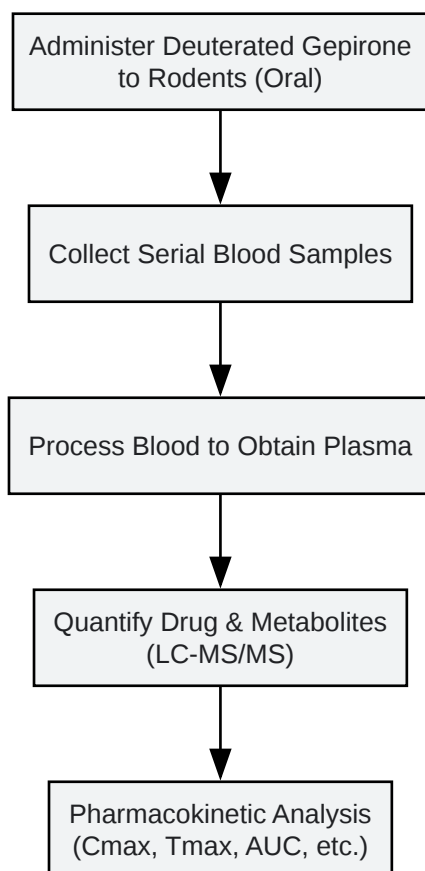 Administer Deuterated Gepirone
to Rodents (Oral)
Collect Serial Blood Samples
Process Blood to Obtain Plasma
Quantify Drug & Metabolites
(LC-MS/MS)
Pharmacokinetic Analysis
(Cmax, Tmax, AUC, etc.)